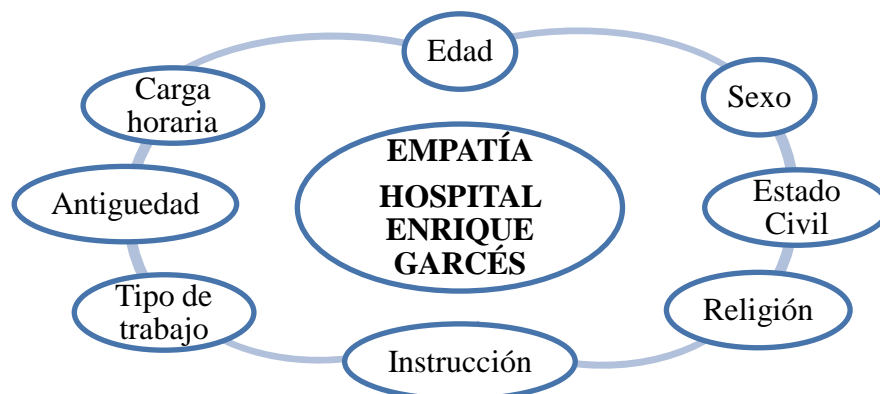 Edad
Carga
horaria
Sexo
EMPATÍA
HOSPITAL
ENRIQUE
GARCÉS
Antiguedad
Estado
Civil
Tipo de
trabajo
Religión
Instrucción